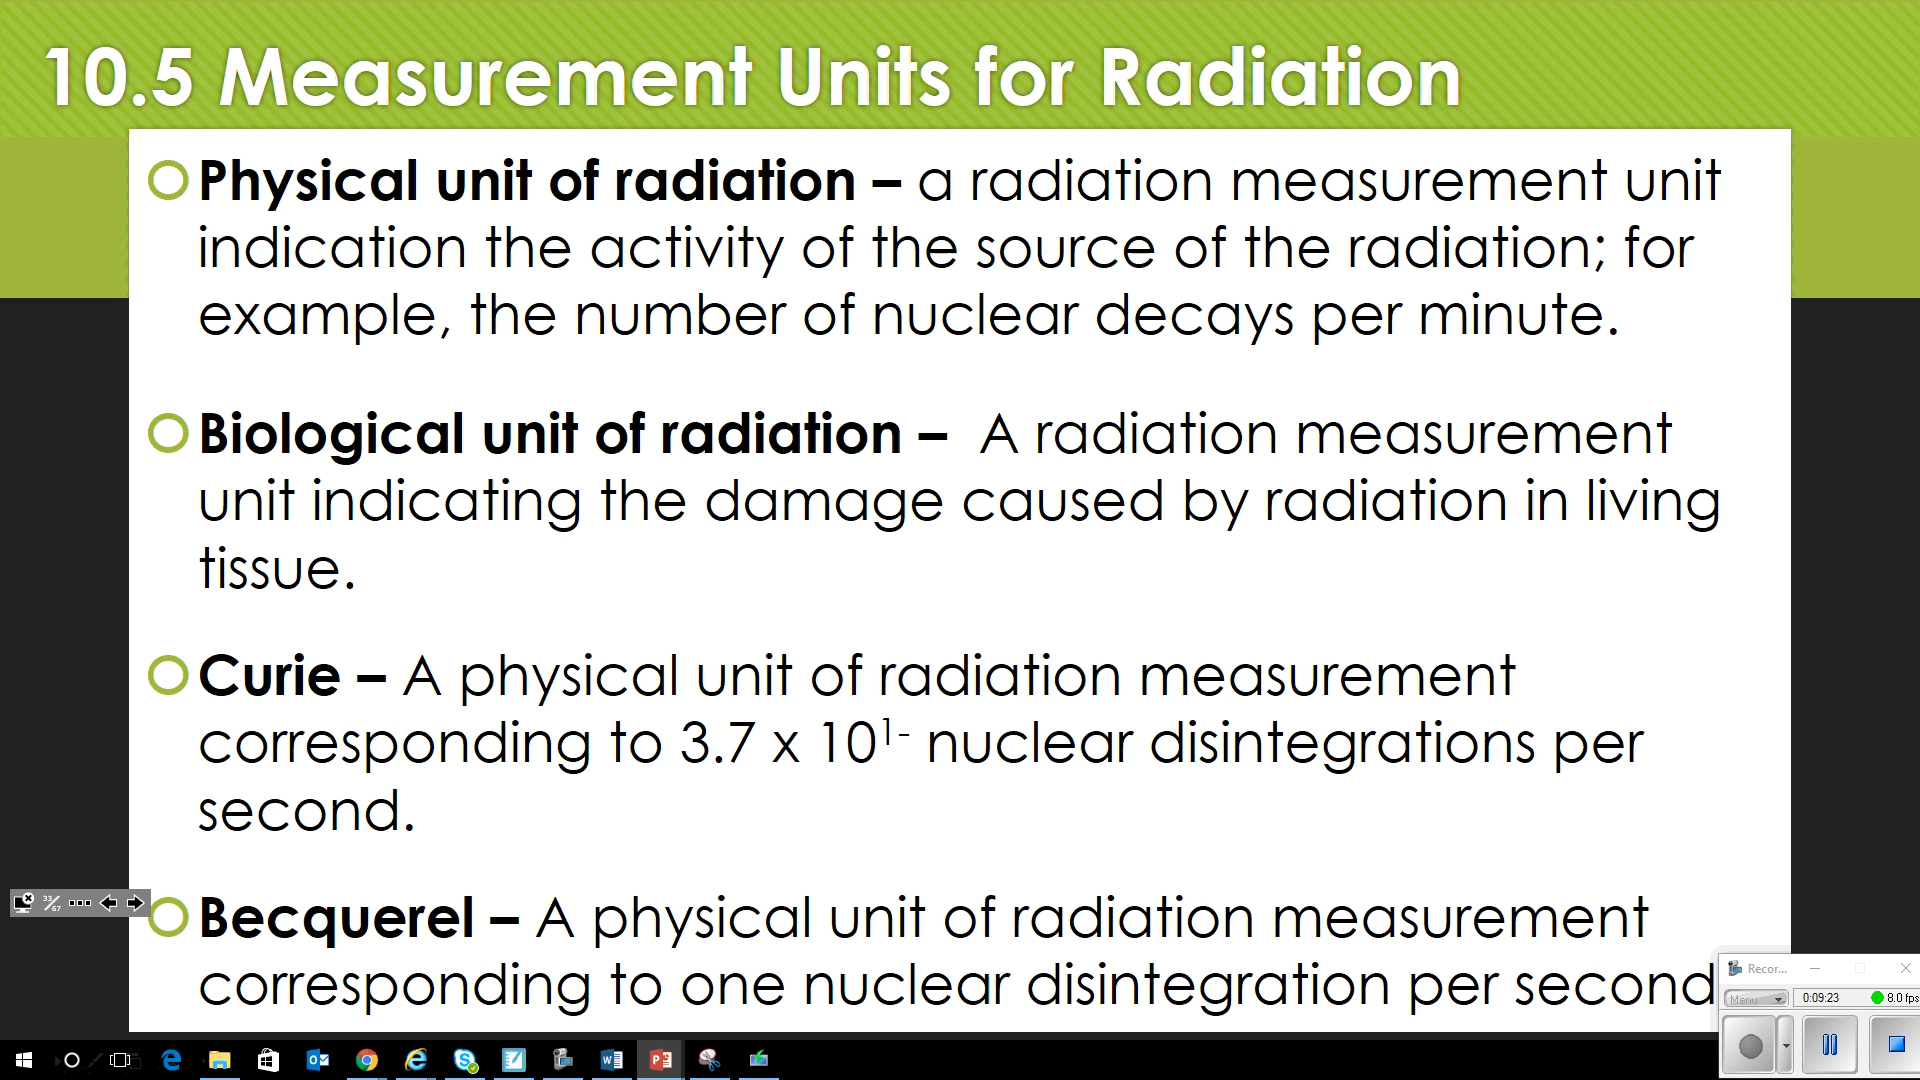 10.5 Measurement Units for Radiation
Physical unit of radiation – a radiation measurement unit
indication the activity of the source of the radiation; for
example, the number of nuclear decays per minute.
Biological unit of radiation – A radiation measurement
unit indicating the damage caused by radiation in living
tissue.
Curie – A physical unit of radiation measurement
corresponding to 3.7 x 10¹⁻ nuclear disintegrations per
second.
Becquerel – A physical unit of radiation measurement
corresponding to one nuclear disintegration per second
33/67
Recor...
Menu
0:09:23
8.0 fps